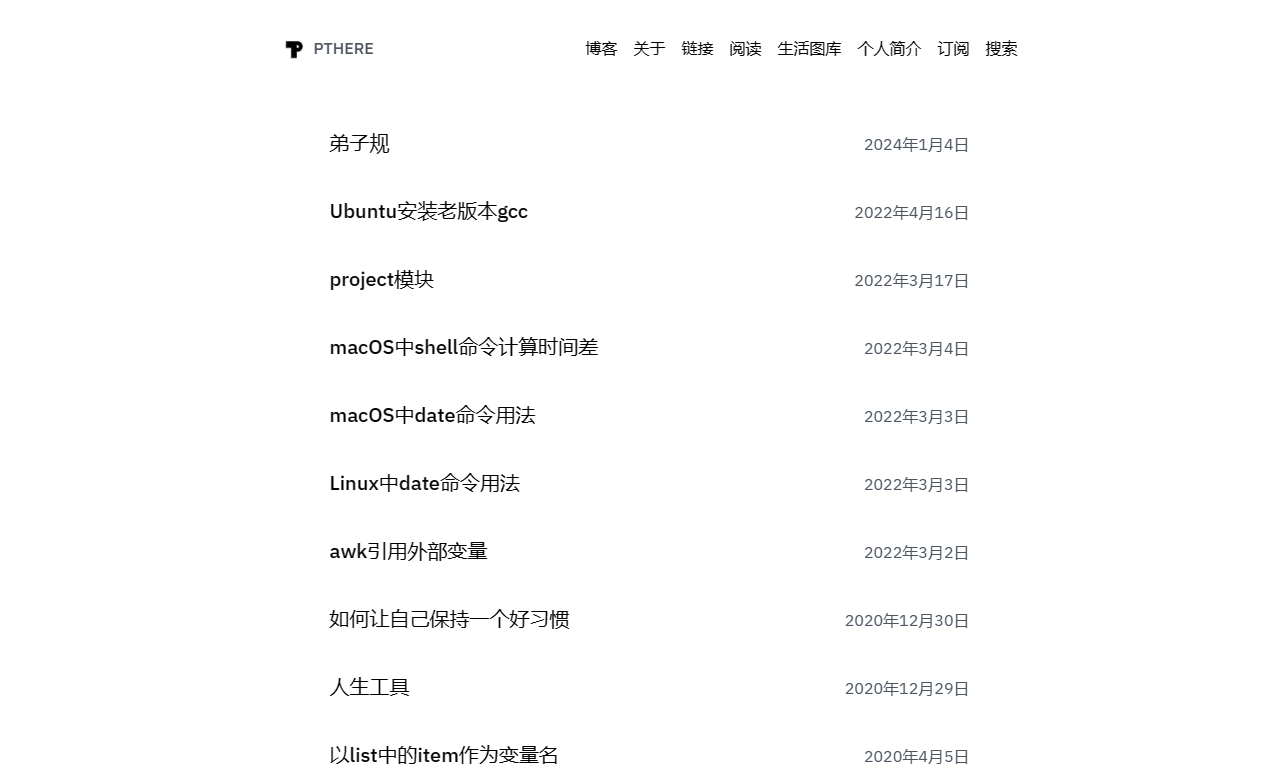 PTHERE 博客 关于 链接 阅读 生活图库 个人简介 订阅 搜索
弟子规 2024年1月4日
Ubuntu安装老版本gcc 2022年4月16日
project模块 2022年3月17日
macOS中shell命令计算时间差 2022年3月4日
macOS中date命令用法 2022年3月3日
Linux中date命令用法 2022年3月3日
awk引用外部变量 2022年3月2日
如何让自己保持一个好习惯 2020年12月30日
人生工具 2020年12月29日
以list中的item作为变量名 2020年4月5日